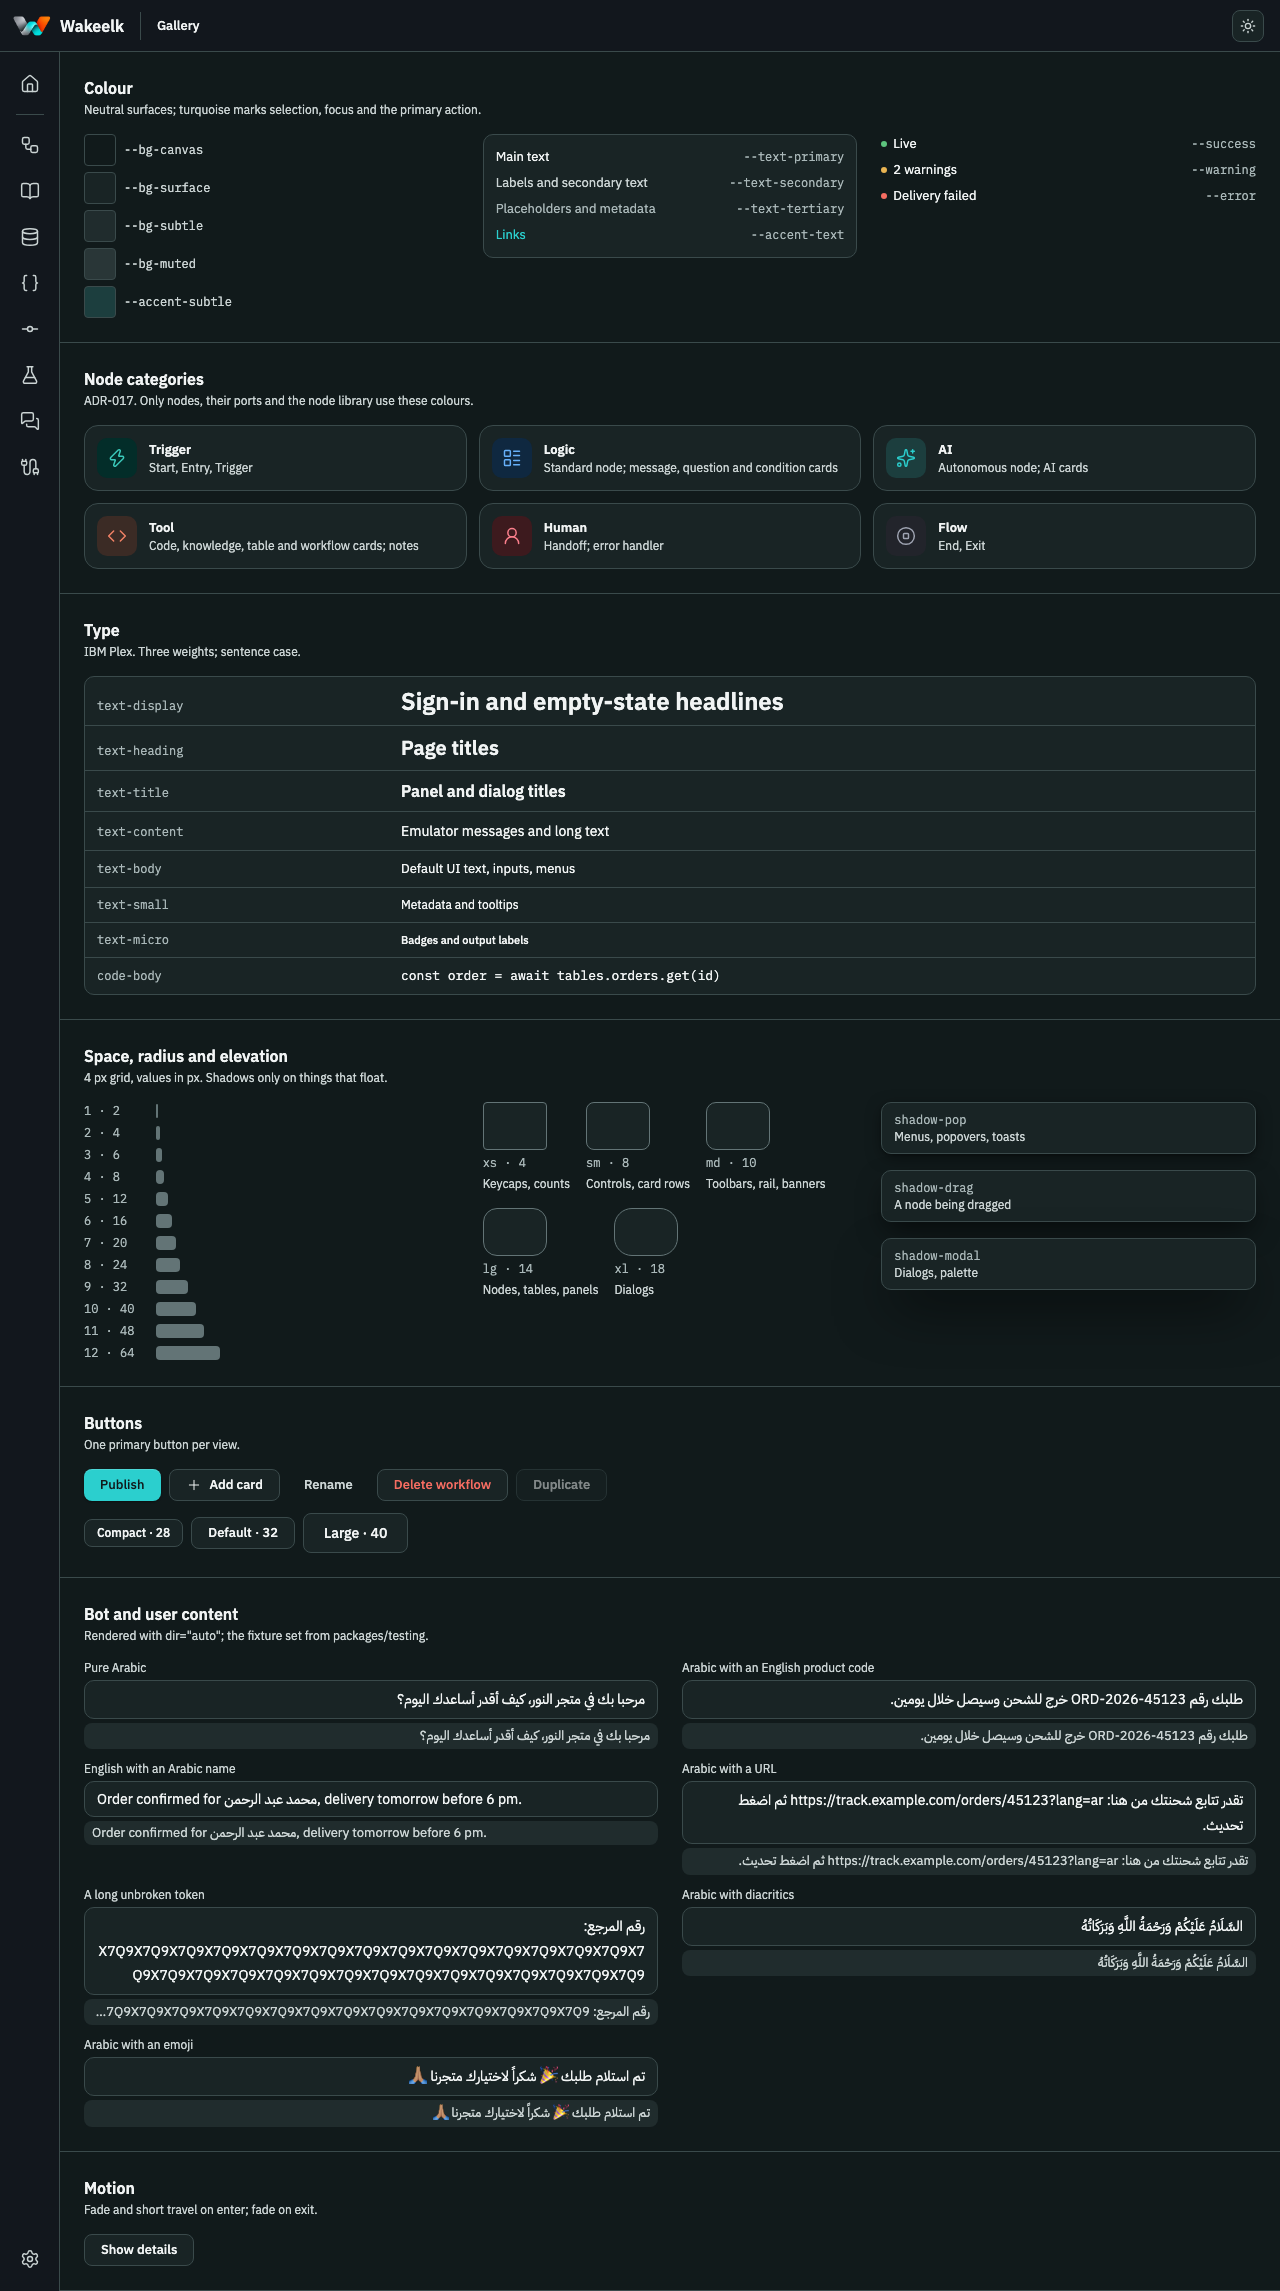 Wakeelk
Gallery
Colour
Neutral surfaces; turquoise marks selection, focus and the primary action.
--bg-canvas
--bg-surface
--bg-subtle
--bg-muted
--accent-subtle
Main text --text-primary
Labels and secondary text --text-secondary
Placeholders and metadata --text-tertiary
Links --accent-text
Live --success
2 warnings --warning
Delivery failed --error
Node categories
ADR-017. Only nodes, their ports and the node library use these colours.
Trigger
Start, Entry, Trigger
Logic
Standard node; message, question and condition cards
AI
Autonomous node; AI cards
Tool
Code, knowledge, table and workflow cards; notes
Human
Handoff; error handler
Flow
End, Exit
Type
IBM Plex. Three weights; sentence case.
text-display Sign-in and empty-state headlines
text-heading Page titles
text-title Panel and dialog titles
text-content Emulator messages and long text
text-body Default UI text, inputs, menus
text-small Metadata and tooltips
text-micro Badges and output labels
code-body const order = await tables.orders.get(id)
Space, radius and elevation
4 px grid, values in px. Shadows only on things that float.
1 · 2
2 · 4
3 · 6
4 · 8
5 · 12
6 · 16
7 · 20
8 · 24
9 · 32
10 · 40
11 · 48
12 · 64
xs · 4
Keycaps, counts
sm · 8
Controls, card rows
md · 10
Toolbars, rail, banners
lg · 14
Nodes, tables, panels
xl · 18
Dialogs
shadow-pop
Menus, popovers, toasts
shadow-drag
A node being dragged
shadow-modal
Dialogs, palette
Buttons
One primary button per view.
Publish
Add card
Rename
Delete workflow
Duplicate
Compact · 28
Default · 32
Large · 40
Bot and user content
Rendered with dir="auto"; the fixture set from packages/testing.
Pure Arabic
مرحبا بك في متجر النور، كيف أقدر أساعدك اليوم؟
مرحبا بك في متجر النور، كيف أقدر أساعدك اليوم؟
Arabic with an English product code
طلبك رقم ORD-2026-45123 خرج للشحن وسيصل خلال يومين.
طلبك رقم ORD-2026-45123 خرج للشحن وسيصل خلال يومين.
English with an Arabic name
Order confirmed for محمد عبد الرحمن, delivery tomorrow before 6 pm.
Order confirmed for محمد عبد الرحمن, delivery tomorrow before 6 pm.
Arabic with a URL
تقدر تتابع شحنتك من هنا: https://track.example.com/orders/45123?lang=ar ثم اضغط
تحديث.
تقدر تتابع شحنتك من هنا: https://track.example.com/orders/45123?lang=ar ثم اضغط تحديث.
A long unbroken token
رقم المرجع:
X7Q9X7Q9X7Q9X7Q9X7Q9X7Q9X7Q9X7Q9X7Q9X7Q9X7Q9X7Q9X7Q9X7Q9X7Q9X7
Q9X7Q9X7Q9X7Q9X7Q9X7Q9X7Q9X7Q9X7Q9X7Q9X7Q9X7Q9X7Q9X7Q9X7Q9
رقم المرجع: 7Q9X7Q9X7Q9X7Q9X7Q9X7Q9X7Q9X7Q9X7Q9X7Q9X7Q9X7Q9X7Q9X7Q9...
Arabic with diacritics
السَّلَامُ عَلَيْكُمْ وَرَحْمَةُ اللَّهِ وَبَرَكَاتُهُ
السَّلَامُ عَلَيْكُمْ وَرَحْمَةُ اللَّهِ وَبَرَكَاتُهُ
Arabic with an emoji
تم استلام طلبك 🎉 شكراً لاختيارك متجرنا 🙏🏽
تم استلام طلبك 🎉 شكراً لاختيارك متجرنا 🙏🏽
Motion
Fade and short travel on enter; fade on exit.
Show details